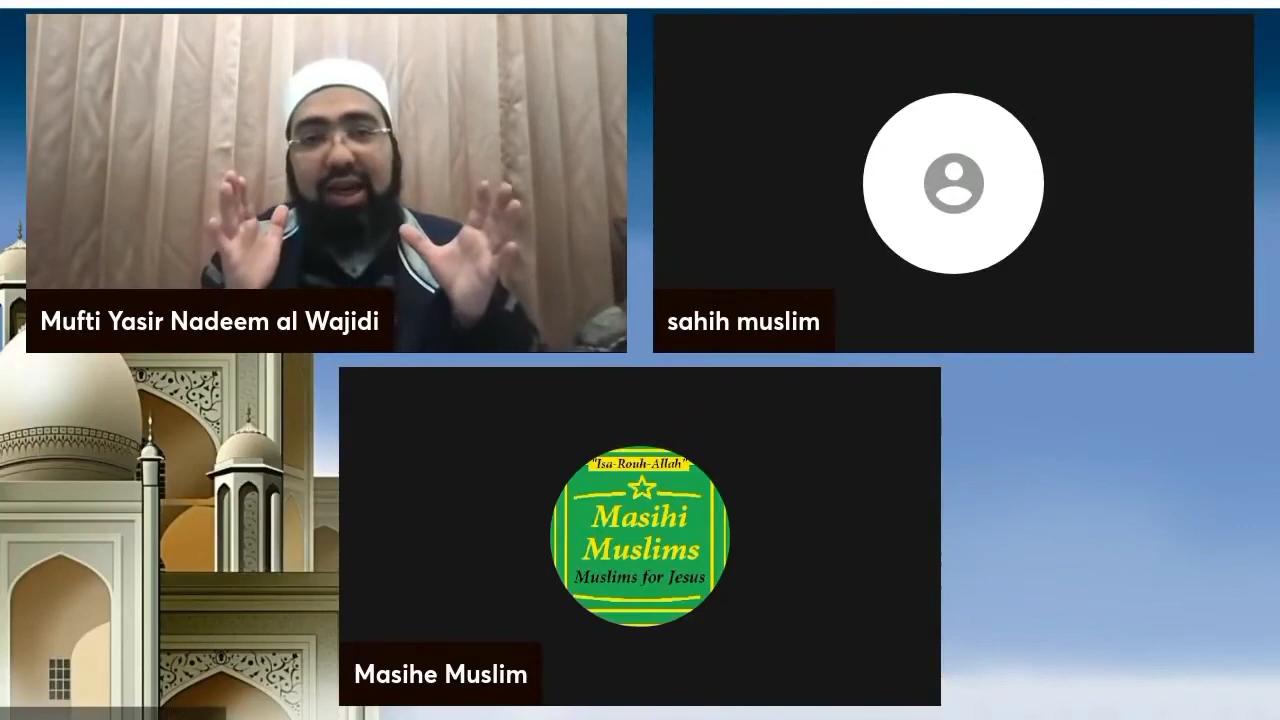 Mufti Yasir Nadeem al Wajidi
sahih muslim
"Isa-Rouh-Allah"
Masihi
Muslims
Muslims for Jesus
Masihe Muslim